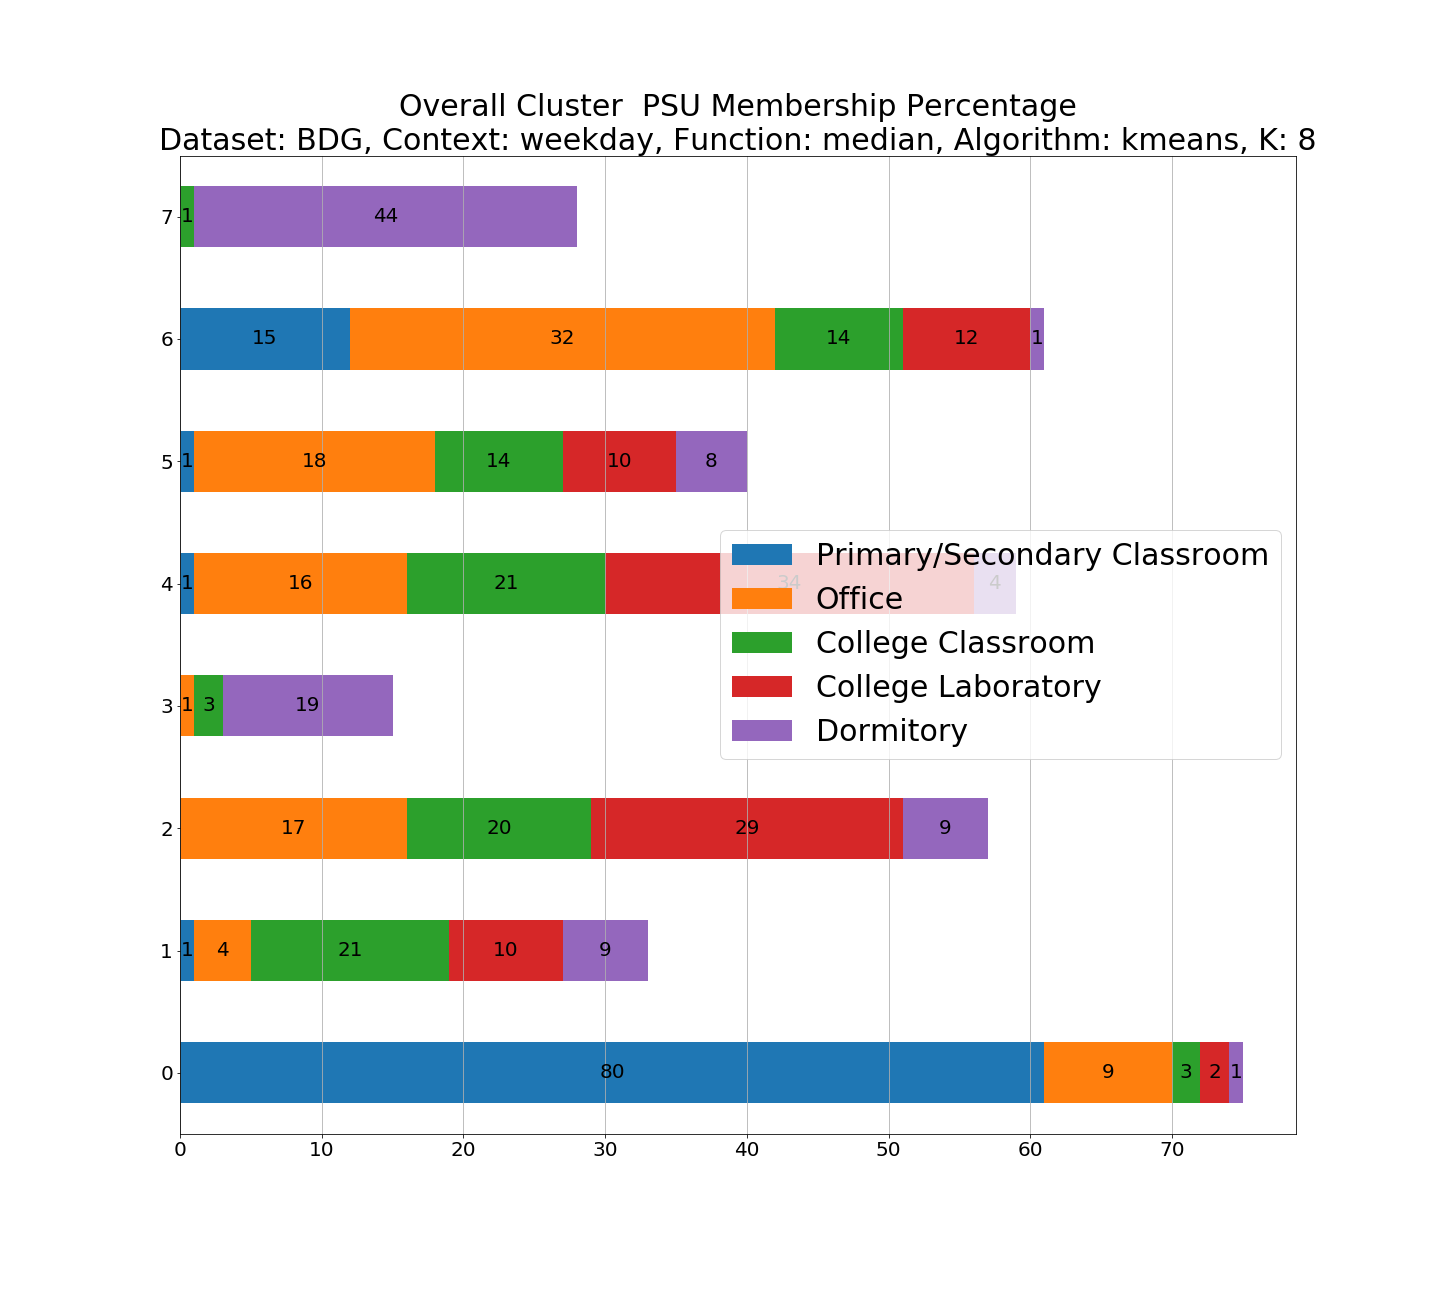 Overall Cluster  PSU Membership Percentage
Dataset: BDG, Context: weekday, Function: median, Algorithm: kmeans, K: 8
7 1 44
6 15 32 14 12 1
5 1 18 14 10 8
4 1 16 21 34 4
3 1 3 19
2 17 20 29 9
1 1 4 21 10 9
0 80 9 3 2 1
Primary/Secondary Classroom
Office
College Classroom
College Laboratory
Dormitory
0 10 20 30 40 50 60 70